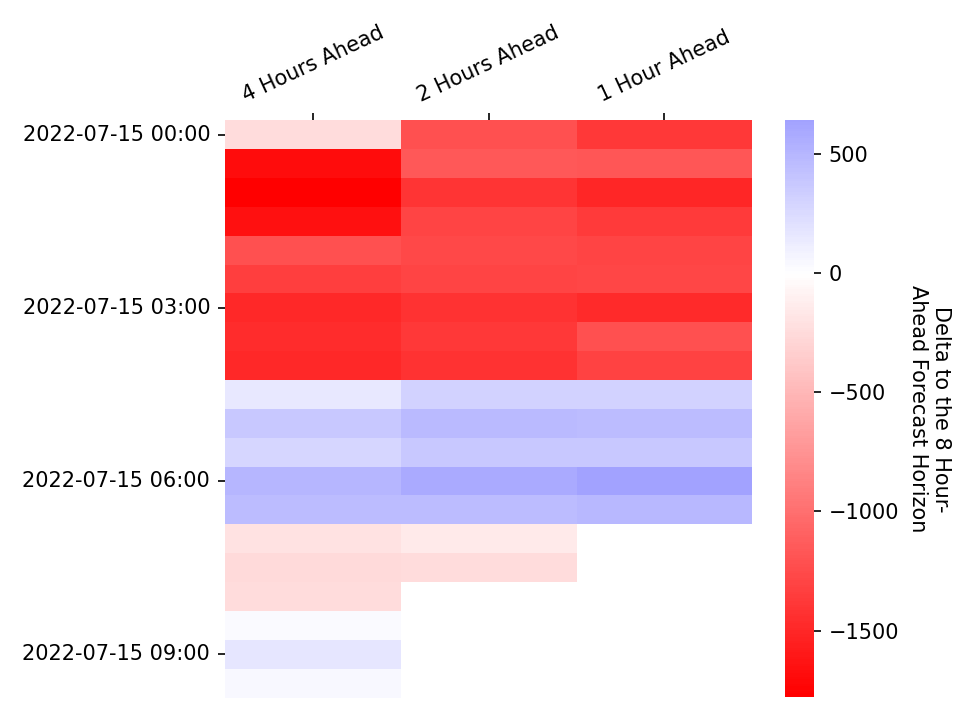 4 Hours Ahead
2 Hours Ahead
1 Hour Ahead
2022-07-15 00:00
2022-07-15 03:00
2022-07-15 06:00
2022-07-15 09:00
500
0
−500
−1000
−1500
Delta to the 8 Hour-
Ahead Forecast Horizon